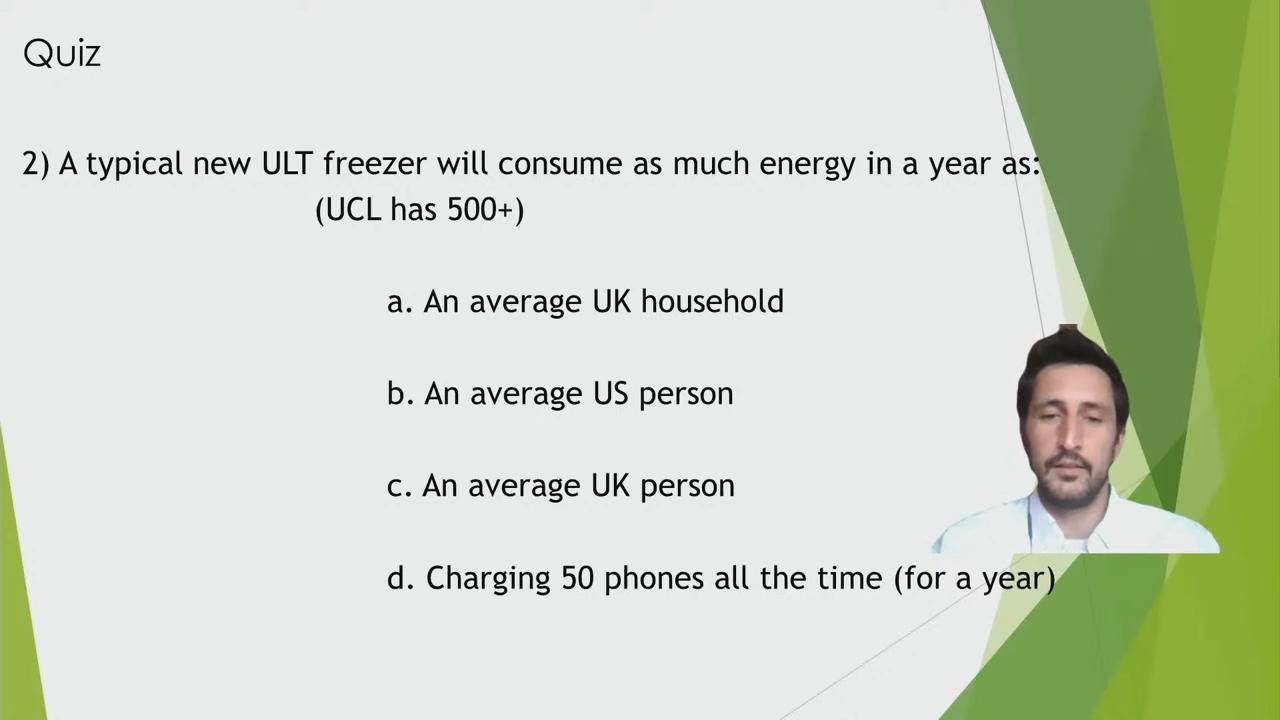 Quiz
2) A typical new ULT freezer will consume as much energy in a year as:
(UCL has 500+)
a. An average UK household
b. An average US person
c. An average UK person
d. Charging 50 phones all the time (for a year)